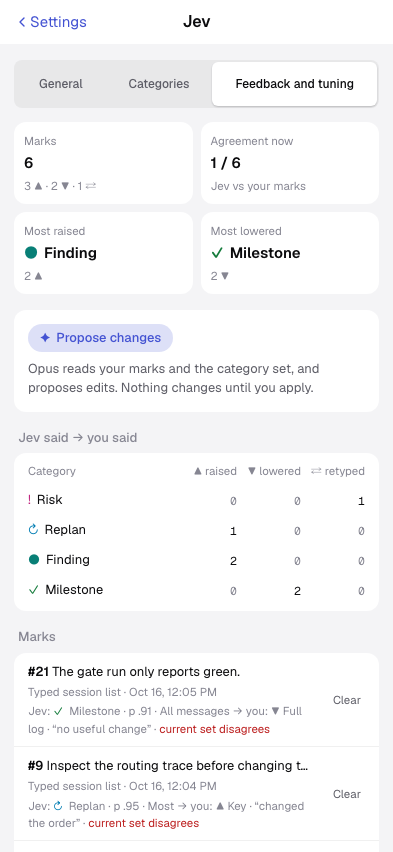 Settings
Jev
General
Categories
Feedback and tuning
Marks
6
3 ▲ · 2 ▼ · 1 ⇄
Agreement now
1 / 6
Jev vs your marks
Most raised
Finding
2 ▲
Most lowered
✓ Milestone
2 ▼
✦ Propose changes
Opus reads your marks and the category set, and
proposes edits. Nothing changes until you apply.
Jev said → you said
Category ▲ raised ▼ lowered ⇄ retyped
! Risk 0 0 1
↻ Replan 1 0 0
● Finding 2 0 0
✓ Milestone 0 2 0
Marks
#21 The gate run only reports green.
Typed session list · Oct 16, 12:05 PM
Jev: ✓ Milestone · p .91 · All messages → you: ▼ Full
log · “no useful change” · current set disagrees
Clear
#9 Inspect the routing trace before changing t…
Typed session list · Oct 16, 12:04 PM
Jev: ↻ Replan · p .95 · Most → you: ▲ Key · “changed
the order” · current set disagrees
Clear